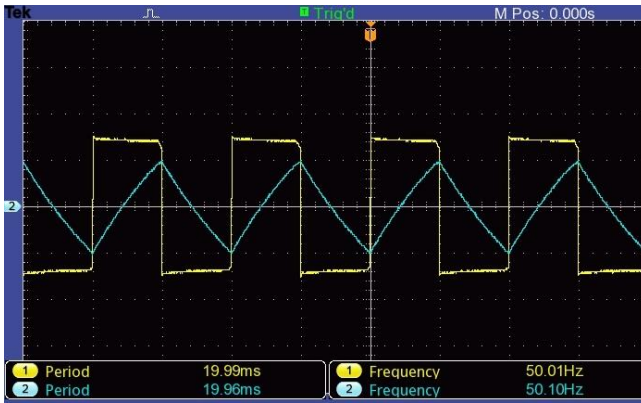 Tek T Trig'd M Pos: 0.000s
T
2
1 Period 19.99ms
2 Period 19.96ms
1 Frequency 50.01Hz
2 Frequency 50.10Hz